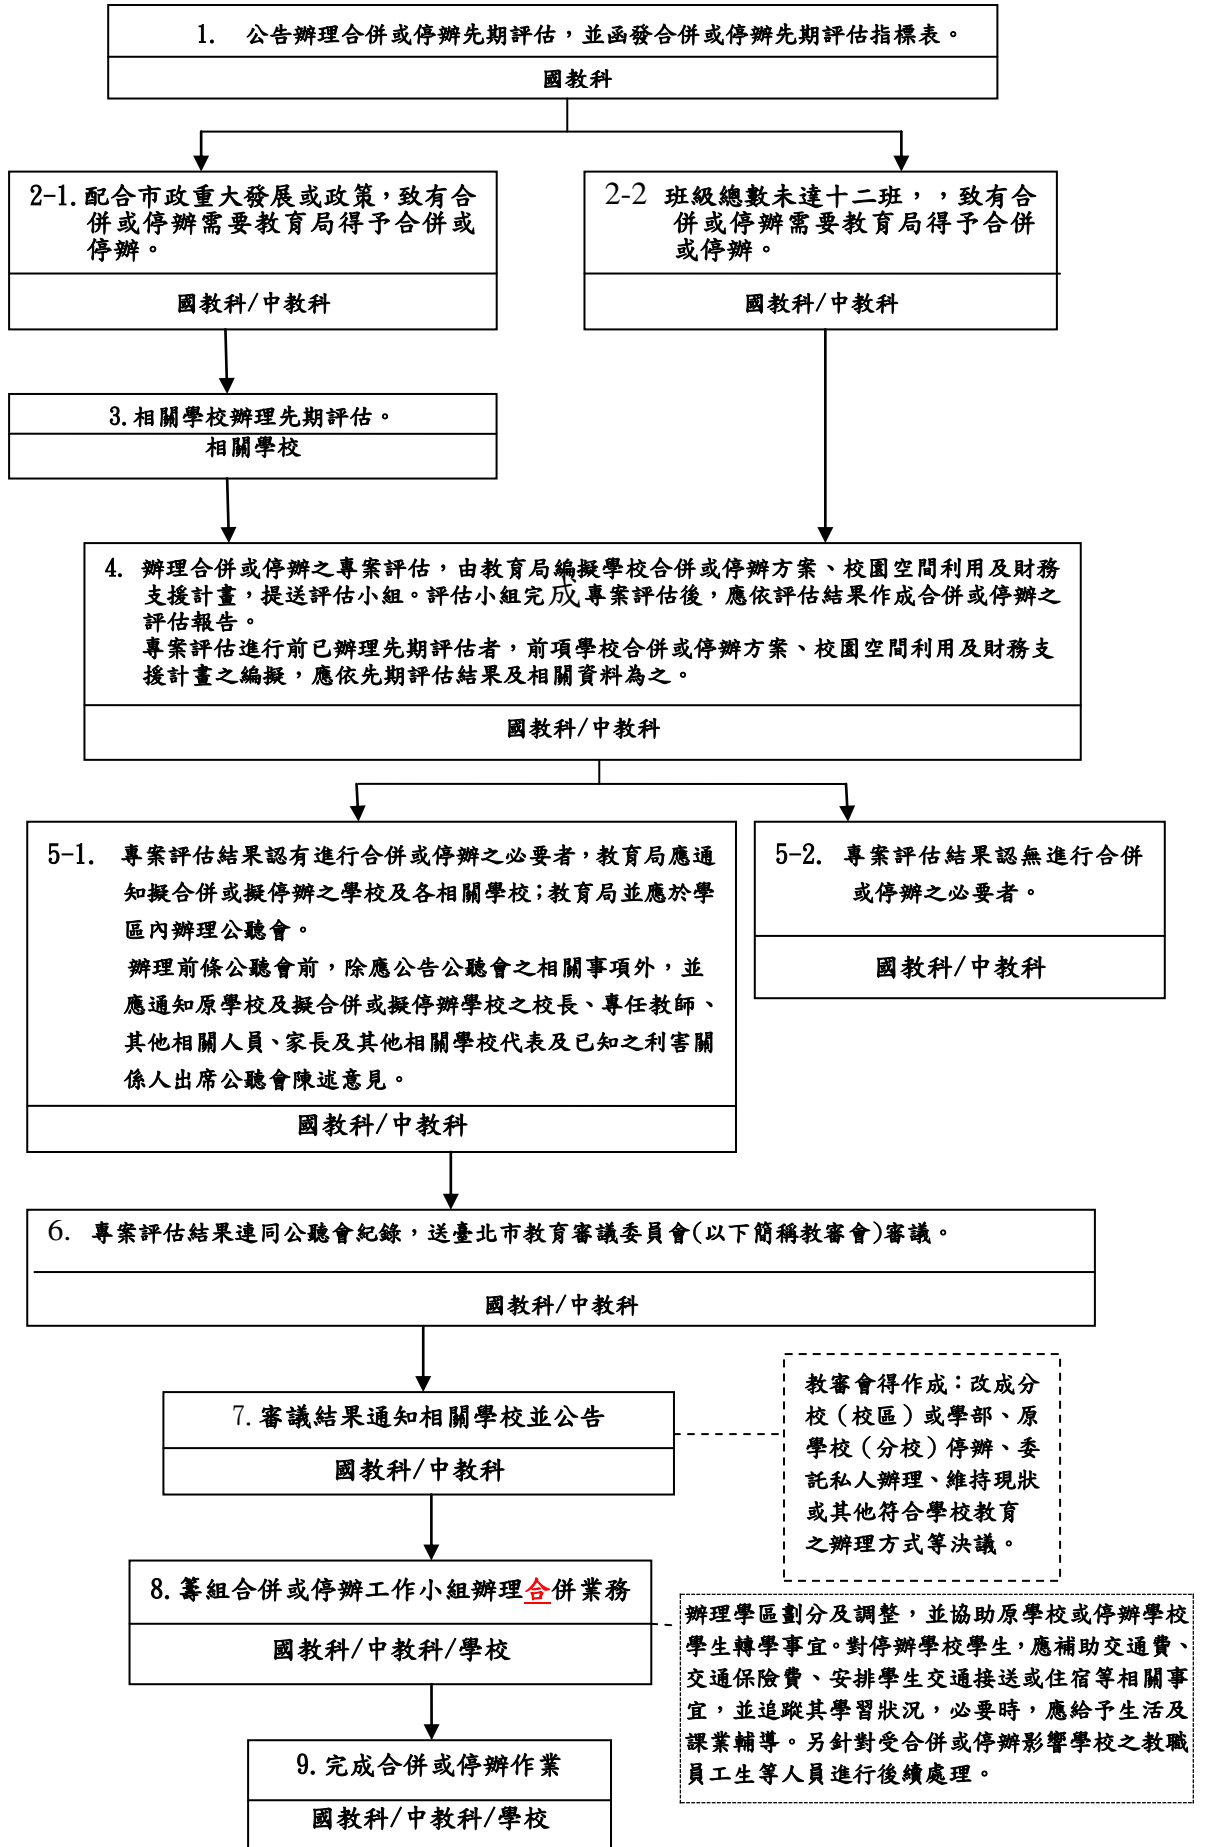 1. 公告辦理合併或停辦先期評估，並函發合併或停辦先期評估指標表。
國教科
2-1.配合市政重大發展或政策，致有合
併或停辦需要教育局得予合併或
停辦。
國教科/中教科
2-2 班級總數未達十二班，，致有合
併或停辦需要教育局得予合併
或停辦。
國教科/中教科
3.相關學校辦理先期評估。
相關學校
4. 辦理合併或停辦之專案評估，由教育局編擬學校合併或停辦方案、校園空間利用及財務
支援計畫，提送評估小組。評估小組完成專案評估後，應依評估結果作成合併或停辦之
評估報告。
專案評估進行前已辦理先期評估者，前項學校合併或停辦方案、校園空間利用及財務支
援計畫之編擬，應依先期評估結果及相關資料為之。
國教科/中教科
5-1. 專案評估結果認有進行合併或停辦之必要者，教育局應通
知擬合併或擬停辦之學校及各相關學校；教育局並應於學
區內辦理公聽會。
辦理前條公聽會前，除應公告公聽會之相關事項外，並
應通知原學校及擬合併或擬停辦學校之校長、專任教師、
其他相關人員、家長及其他相關學校代表及已知之利害關
係人出席公聽會陳述意見。
國教科/中教科
5-2. 專案評估結果認無進行合併
或停辦之必要者。
國教科/中教科
6. 專案評估結果連同公聽會紀錄，送臺北市教育審議委員會(以下簡稱教審會)審議。
國教科/中教科
7.審議結果通知相關學校並公告
國教科/中教科
教審會得作成：改成分
校（校區）或學部、原
學校（分校）停辦、委
託私人辦理、維持現狀
或其他符合學校教育
之辦理方式等決議。
8.籌組合併或停辦工作小組辦理合併業務
國教科/中教科/學校
辦理學區劃分及調整，並協助原學校或停辦學校
學生轉學事宜。對停辦學校學生，應補助交通費、
交通保險費、安排學生交通接送或住宿等相關事
宜，並追蹤其學習狀況，必要時，應給予生活及
課業輔導。另針對受合併或停辦影響學校之教職
員工生等人員進行後續處理。
9.完成合併或停辦作業
國教科/中教科/學校